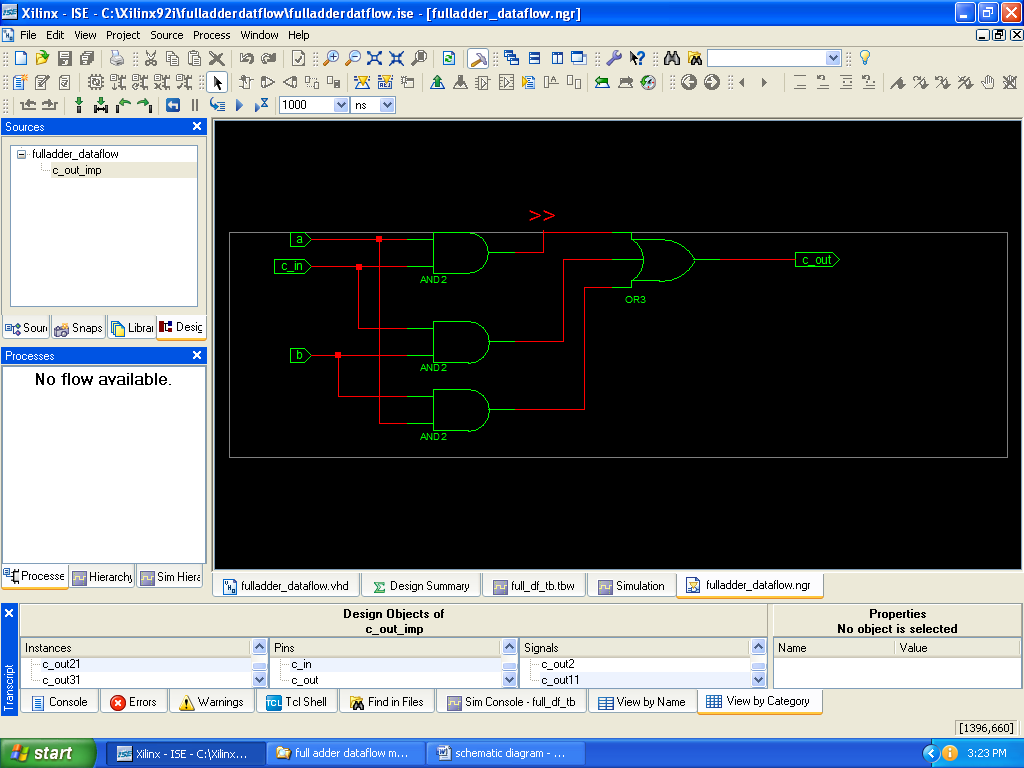 Xilinx - ISE - C:\Xilinx92i\fulladderdatflow\fulladderdatflow.ise - [fulladder_dataflow.ngr]
File Edit View Project Source Process Window Help
1000 ns
Sources
fulladder_dataflow
c_out_imp
Sour Snaps Librar Desig
Processes
No flow available.
Processe Hierarchy Sim Hiera
>>
a
c_in
AND2
OR3
c_out
b
AND2
AND2
fulladder_dataflow.vhd Design Summary full_df_tb.tbw Simulation fulladder_dataflow.ngr
Transcript
Design Objects of
c_out_imp
Properties
No object is selected
Instances Pins Signals Name Value
c_out21 c_in c_out2
c_out31 c_out c_out11
Console Errors Warnings Tcl Shell Find in Files Sim Console - full_df_tb View by Name View by Category
[1396,660]
start Xilinx - ISE - C:\Xilinx... full adder dataflow m... schematic diagram - ... 3:23 PM